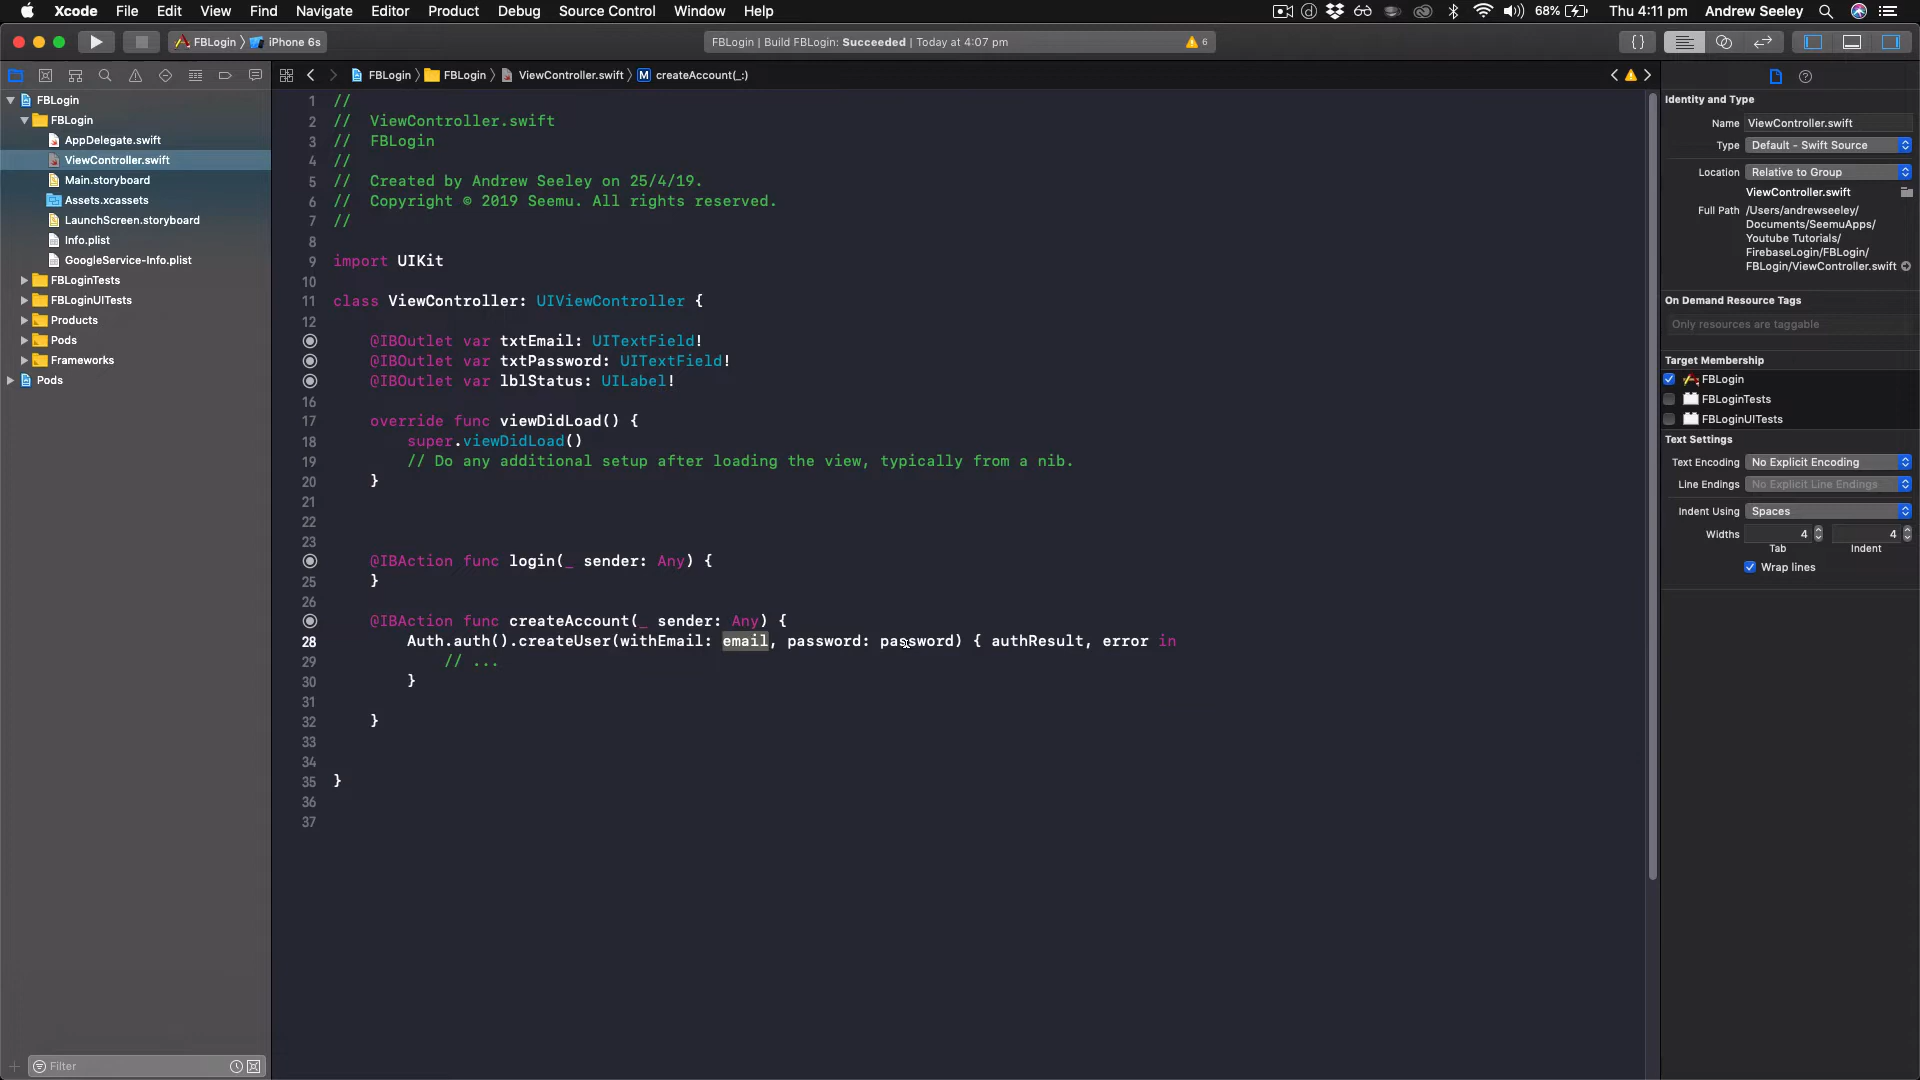 Xcode File Edit View Find Navigate Editor Product Debug Source Control Window Help 68% Thu 4:11 pm Andrew Seeley
FBLogin iPhone 6s FBLogin | Build FBLogin: Succeeded | Today at 4:07 pm 6
FBLogin FBLogin ViewController.swift M createAccount(_:)
FBLogin
FBLogin
AppDelegate.swift
ViewController.swift
Main.storyboard
Assets.xcassets
LaunchScreen.storyboard
Info.plist
GoogleService-Info.plist
FBLoginTests
FBLoginUITests
Products
Pods
Frameworks
Pods
Filter
1 //
2 //  ViewController.swift
3 //  FBLogin
4 //
5 //  Created by Andrew Seeley on 25/4/19.
6 //  Copyright © 2019 Seemu. All rights reserved.
7 //
8
9 import UIKit
10
11 class ViewController: UIViewController {
12
@IBOutlet var txtEmail: UITextField!
@IBOutlet var txtPassword: UITextField!
@IBOutlet var lblStatus: UILabel!
16
17 override func viewDidLoad() {
18 super.viewDidLoad()
19 // Do any additional setup after loading the view, typically from a nib.
20 }
21
22
23
@IBAction func login(_ sender: Any) {
25 }
26
@IBAction func createAccount(_ sender: Any) {
28 Auth.auth().createUser(withEmail: email, password: password) { authResult, error in
29 // ...
30 }
31
32 }
33
34
35 }
36
37
Identity and Type
Name ViewController.swift
Type Default - Swift Source
Location Relative to Group
ViewController.swift
Full Path /Users/andrewseeley/
Documents/SeemuApps/
Youtube Tutorials/
FirebaseLogin/FBLogin/
FBLogin/ViewController.swift
On Demand Resource Tags
Only resources are taggable
Target Membership
FBLogin
FBLoginTests
FBLoginUITests
Text Settings
Text Encoding No Explicit Encoding
Line Endings No Explicit Line Endings
Indent Using Spaces
Widths 4 4
Tab Indent
Wrap lines